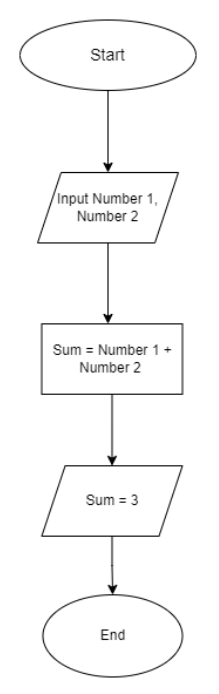 Start
Input Number 1,
Number 2
Sum = Number 1 +
Number 2
Sum = 3
End